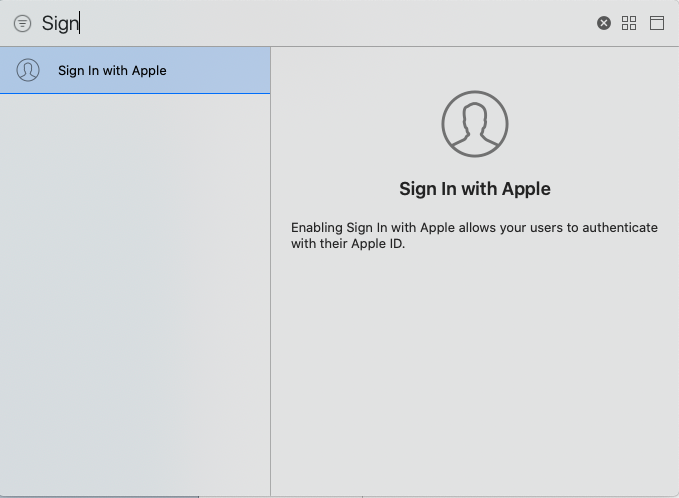 Sign
Sign In with Apple
Sign In with Apple
Enabling Sign In with Apple allows your users to authenticate
with their Apple ID.